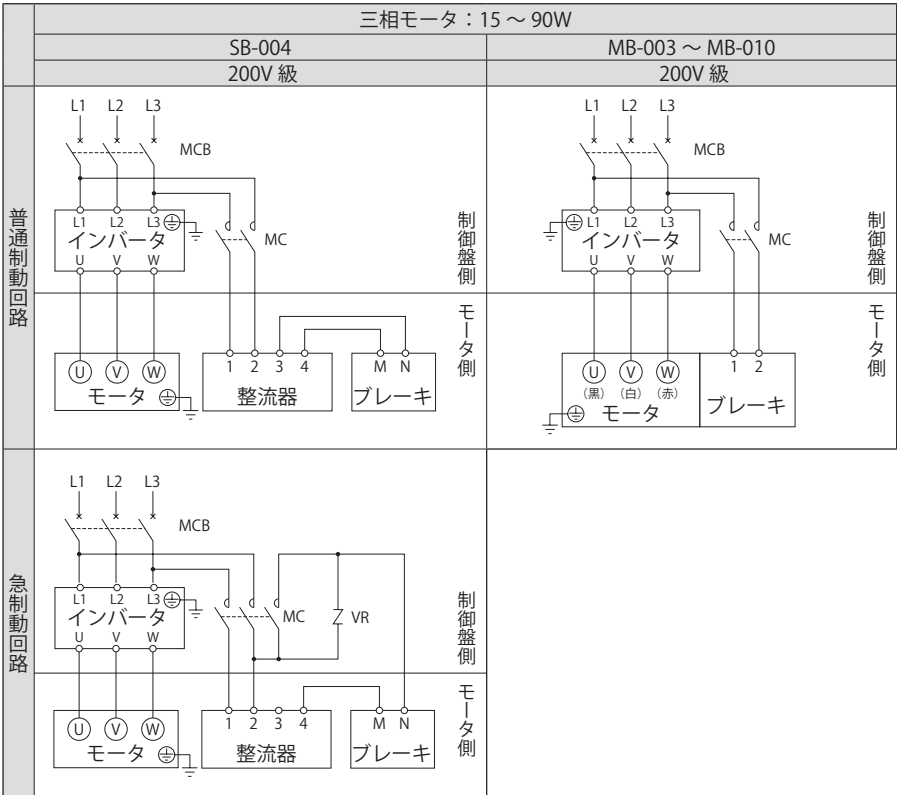 三相モータ：15 ～ 90W
SB-004
MB-003 ～ MB-010
200V 級
200V 級
普通制動回路
L1 L2 L3
MCB
L1 L2 L3
インバータ
U V W
MC
制御盤側
モータ側
U V W
モータ
1 2 3 4
整流器
M N
ブレーキ
L1 L2 L3
MCB
L1 L2 L3
インバータ
U V W
MC
制御盤側
モータ側
U V W
（黒） （白） （赤）
モータ
1 2
ブレーキ
急制動回路
L1 L2 L3
MCB
L1 L2 L3
インバータ
U V W
MC
VR
制御盤側
モータ側
U V W
モータ
1 2 3 4
整流器
M N
ブレーキ